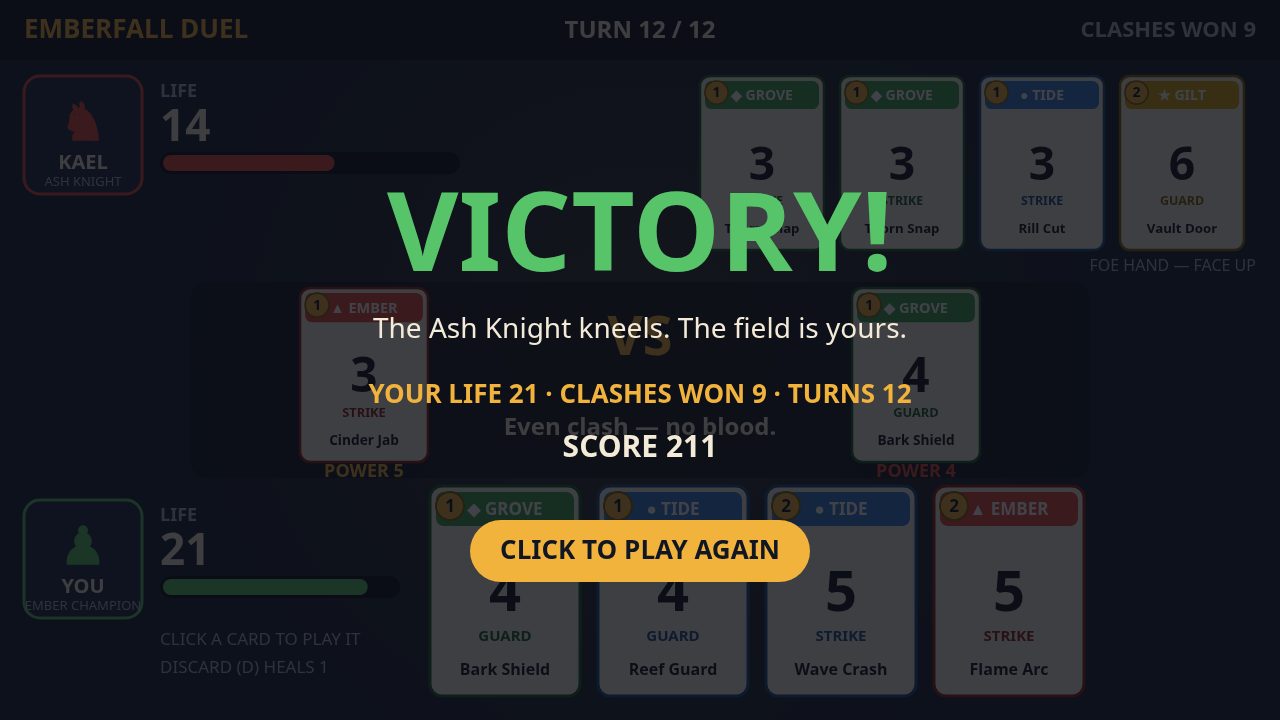 EMBERFALL DUEL
TURN 12 / 12
CLASHES WON 9
KAEL
ASH KNIGHT
LIFE
14
1 ◆ GROVE
3
STRIKE
Thorn Snap
1 ◆ GROVE
3
STRIKE
Thorn Snap
1 ● TIDE
3
STRIKE
Rill Cut
2 ★ GILT
6
GUARD
Vault Door
FOE HAND — FACE UP
VICTORY!
The Ash Knight kneels. The field is yours.
YOUR LIFE 21 · CLASHES WON 9 · TURNS 12
SCORE 211
1 ▲ EMBER
3
STRIKE
Cinder Jab
POWER 5
VS
Even clash — no blood.
1 ◆ GROVE
4
GUARD
Bark Shield
POWER 4
YOU
EMBER CHAMPION
LIFE
21
CLICK A CARD TO PLAY IT
DISCARD (D) HEALS 1
1 ◆ GROVE
4
GUARD
Bark Shield
1 ● TIDE
4
GUARD
Reef Guard
2 ● TIDE
5
STRIKE
Wave Crash
2 ▲ EMBER
5
STRIKE
Flame Arc
CLICK TO PLAY AGAIN